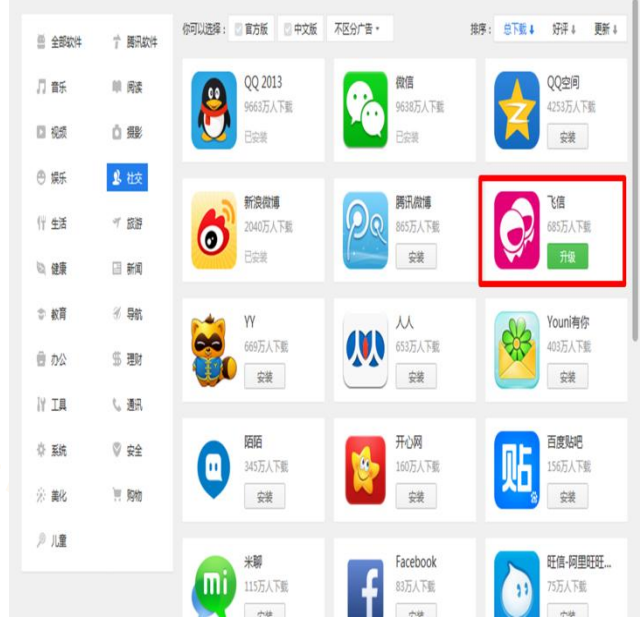 你可以选择： 官方版 中文版 不区分广告
排序： 总下载 好评 更新
全部软件 腾讯软件
音乐 阅读
视频 摄影
娱乐 社交
生活 旅游
健康 新闻
教育 导航
办公 理财
工具 通讯
系统 安全
美化 购物
儿童
QQ 2013
9663万人下载
已安装
微信
9638万人下载
已安装
QQ空间
4253万人下载
安装
新浪微博
2040万人下载
已安装
腾讯微博
865万人下载
安装
飞信
685万人下载
升级
YY
669万人下载
安装
人人
653万人下载
安装
Youni有你
403万人下载
安装
陌陌
345万人下载
安装
开心网
160万人下载
安装
贴
百度贴吧
156万人下载
安装
mi
米聊
115万人下载
安装
f
Facebook
83万人下载
安装
旺信-阿里旺旺...
75万人下载
安装